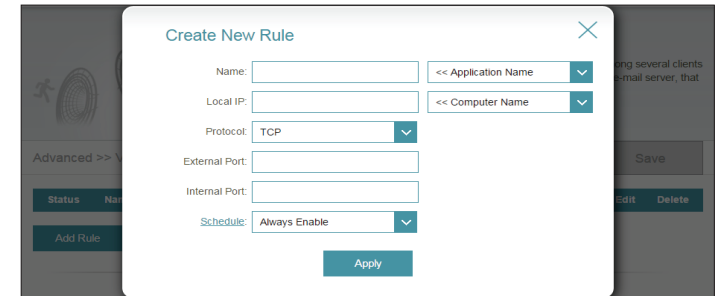 Create New Rule
Name: << Application Name
Local IP: << Computer Name
Protocol: TCP
External Port:
Internal Port:
Schedule: Always Enable
Apply
ong several clients
e-mail server, that
Advanced >> V
Save
Status Nar Edit Delete
Add Rule